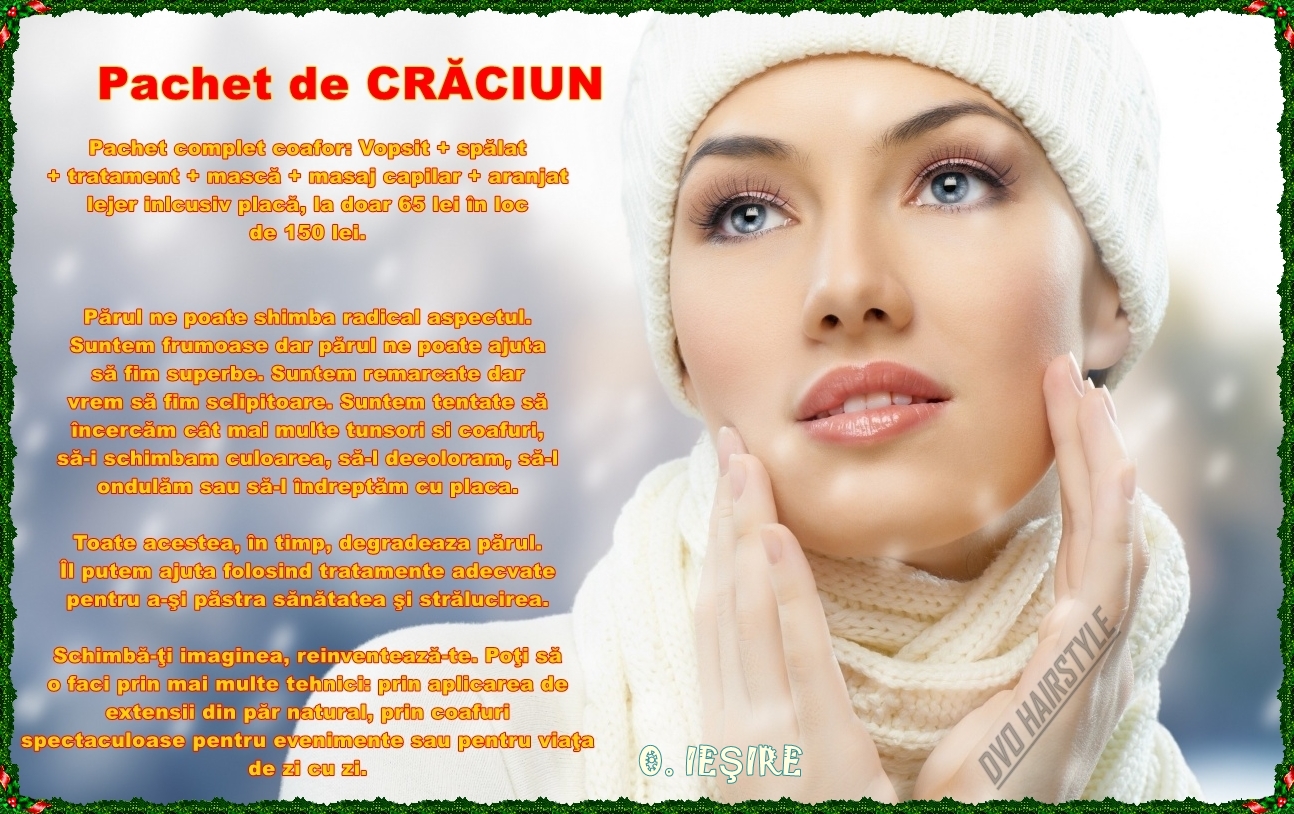 Pachet de CRĂCIUN
Pachet complet coafor: Vopsit + spălat
+ tratament + mască + masaj capilar + aranjat
lejer inlcusiv placă, la doar 65 lei în loc
de 150 lei.
Părul ne poate shimba radical aspectul.
Suntem frumoase dar părul ne poate ajuta
să fim superbe. Suntem remarcate dar
vrem să fim sclipitoare. Suntem tentate să
încercăm cât mai multe tunsori si coafuri,
să-i schimbam culoarea, să-l decoloram, să-l
ondulăm sau să-l îndreptăm cu placa.
Toate acestea, în timp, degradeaza părul.
Îl putem ajuta folosind tratamente adecvate
pentru a-şi păstra sănătatea şi strălucirea.
Schimbă-ţi imaginea, reinventează-te. Poţi să
o faci prin mai multe tehnici: prin aplicarea de
extensii din păr natural, prin coafuri
spectaculoase pentru evenimente sau pentru viaţa
de zi cu zi.
0. IEŞIRE
DVO HAIRSTYLE